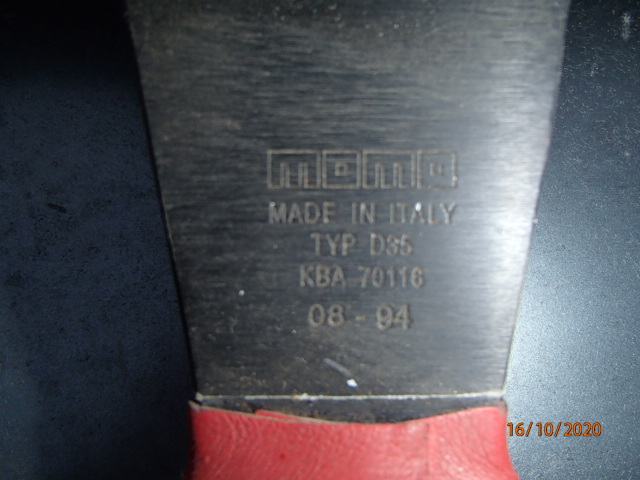 momo
MADE IN ITALY
TYP D35
KBA 70116
08-94
16/10/2020